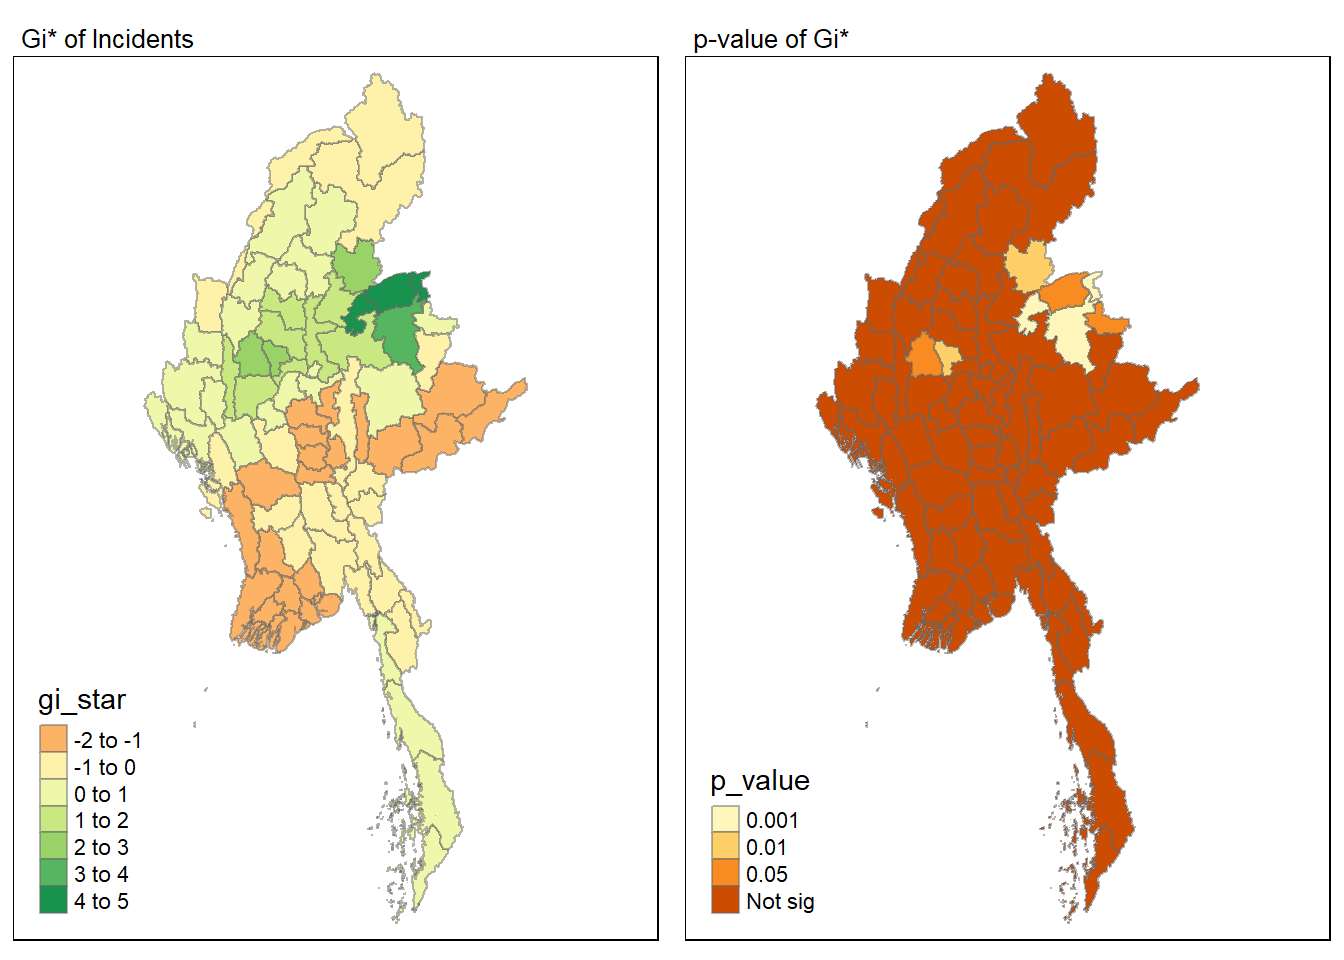 Gi* of Incidents
p-value of Gi*
gi_star
-2 to -1
-1 to 0
0 to 1
1 to 2
2 to 3
3 to 4
4 to 5
p_value
0.001
0.01
0.05
Not sig